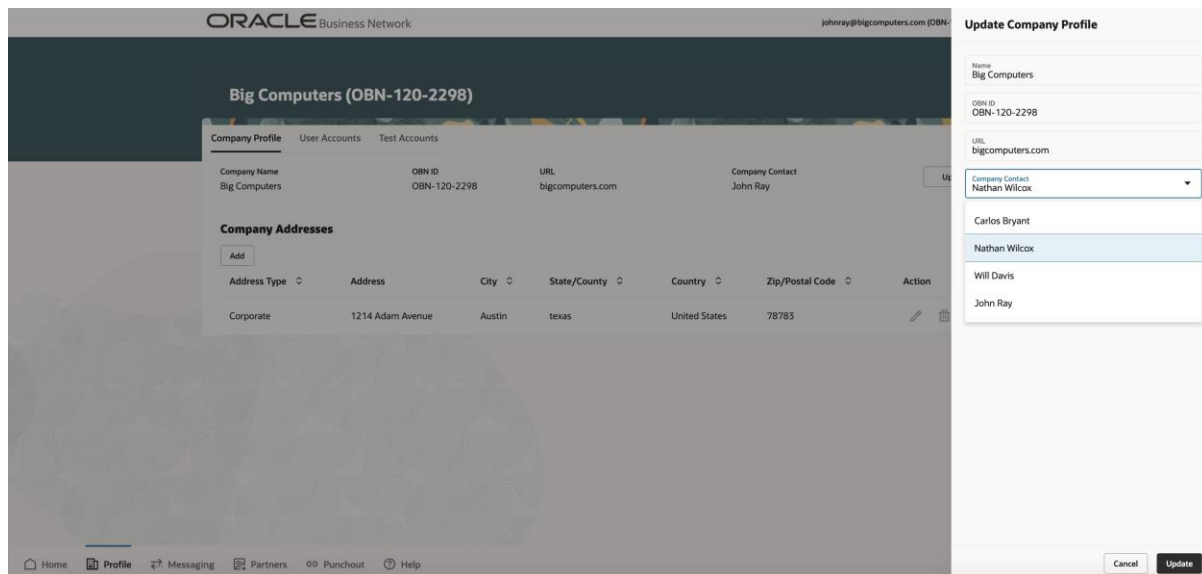 ORACLE Business Network
johnray@bigcomputers.com (OBN-
Big Computers (OBN-120-2298)
Company Profile User Accounts Test Accounts
Company Name OBN ID URL Company Contact
Big Computers OBN-120-2298 bigcomputers.com John Ray
Up
Company Addresses
Add
Address Type Address City State/County Country Zip/Postal Code Action
Corporate 1214 Adam Avenue Austin texas United States 78783
Home Profile Messaging Partners Punchout Help
Update Company Profile
Name
Big Computers
OBN ID
OBN-120-2298
URL
bigcomputers.com
Company Contact
Nathan Wilcox
Carlos Bryant
Nathan Wilcox
Will Davis
John Ray
Cancel Update